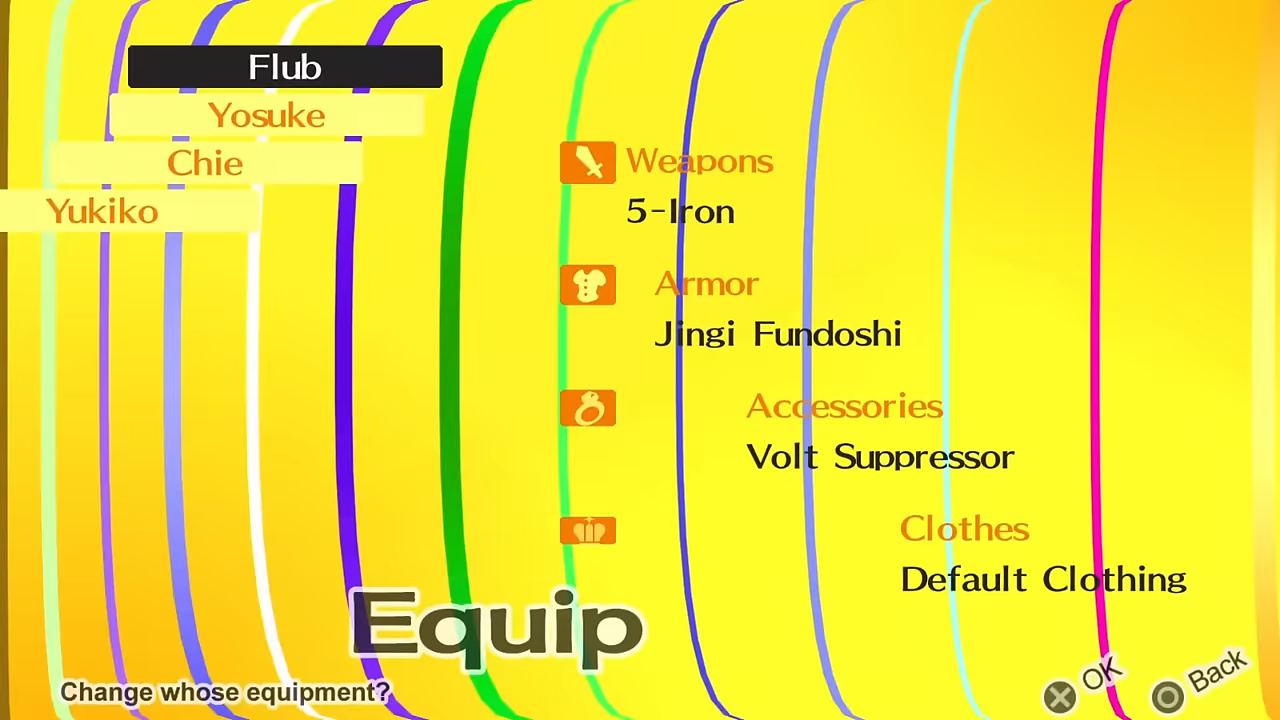 Flub
Yosuke
Chie
Yukiko
Weapons
5-Iron
Armor
Jingi Fundoshi
Accessories
Volt Suppressor
Clothes
Default Clothing
Equip
Change whose equipment?
OK
Back